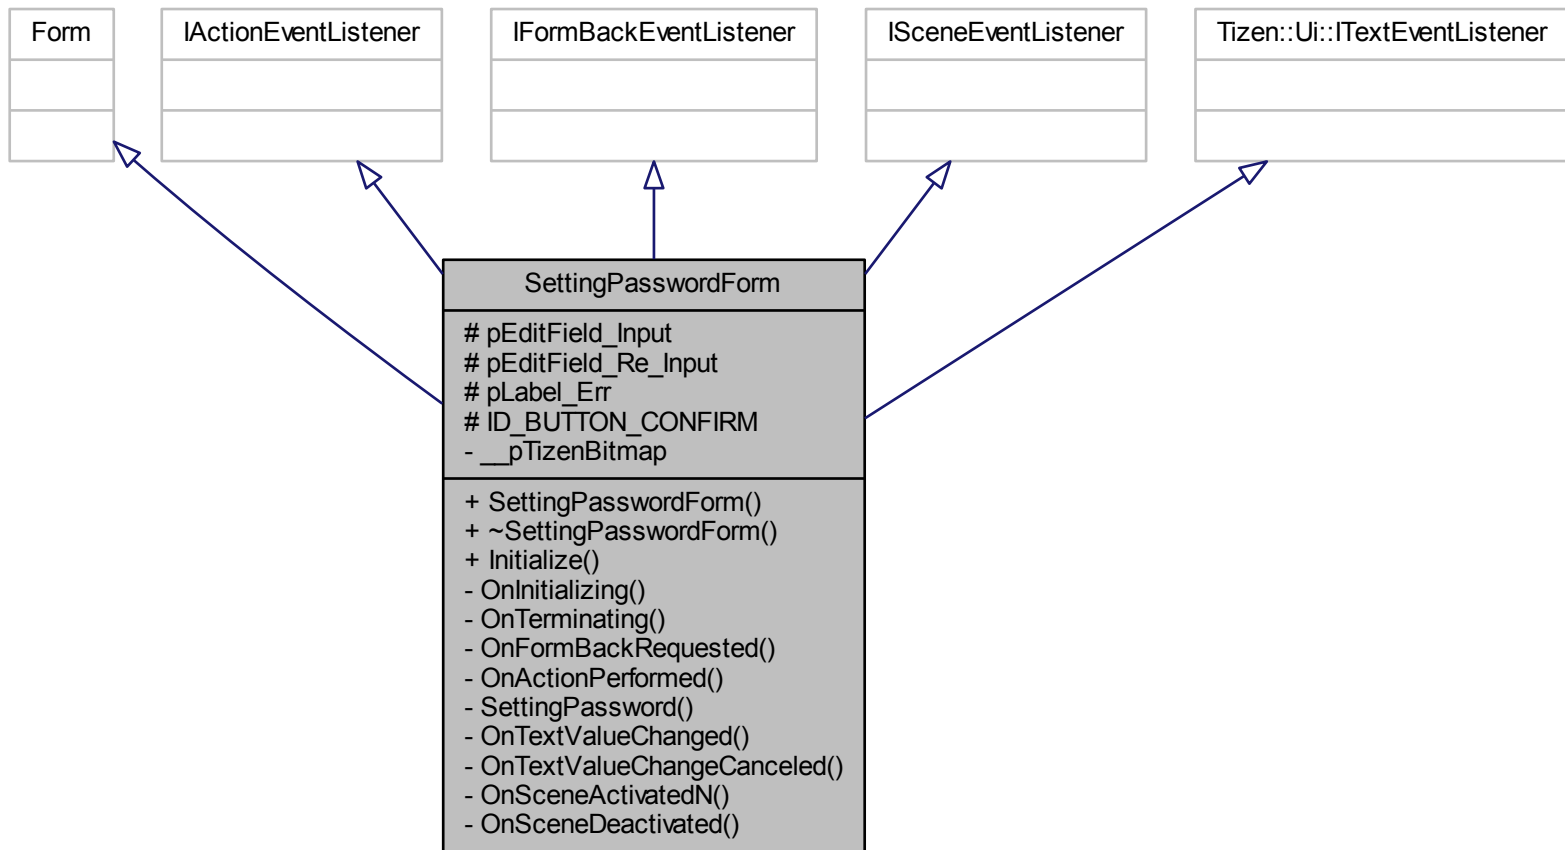 Form
IActionEventListener
IFormBackEventListener
ISceneEventListener
Tizen::Ui::ITextEventListener
SettingPasswordForm
# pEditField_Input
# pEditField_Re_Input
# pLabel_Err
# ID_BUTTON_CONFIRM
- __pTizenBitmap
+ SettingPasswordForm()
+ ~SettingPasswordForm()
+ Initialize()
- OnInitializing()
- OnTerminating()
- OnFormBackRequested()
- OnActionPerformed()
- SettingPassword()
- OnTextValueChanged()
- OnTextValueChangeCanceled()
- OnSceneActivatedN()
- OnSceneDeactivated()